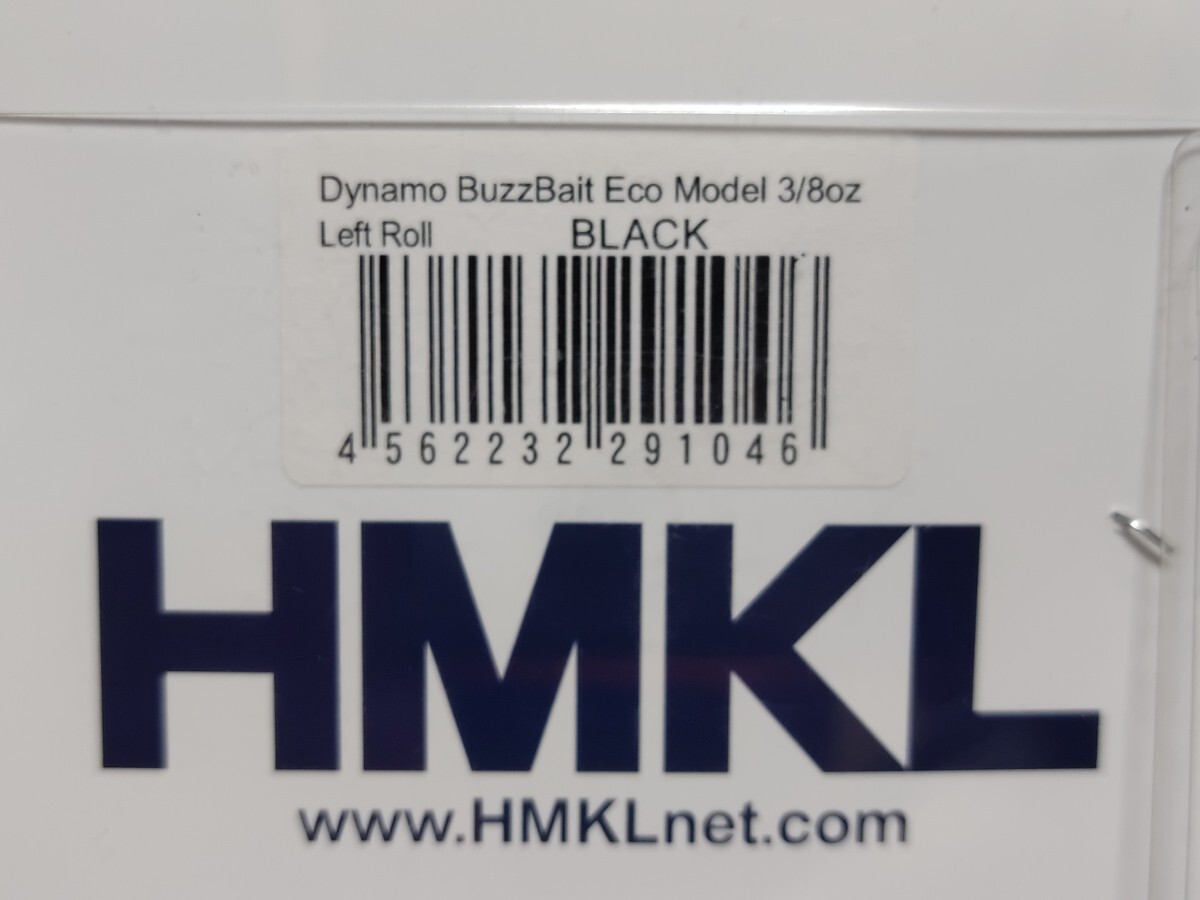 Dynamo BuzzBait Eco Model 3/8oz
Left Roll BLACK
4 562232 291046
HMKL
www.HMKLnet.com